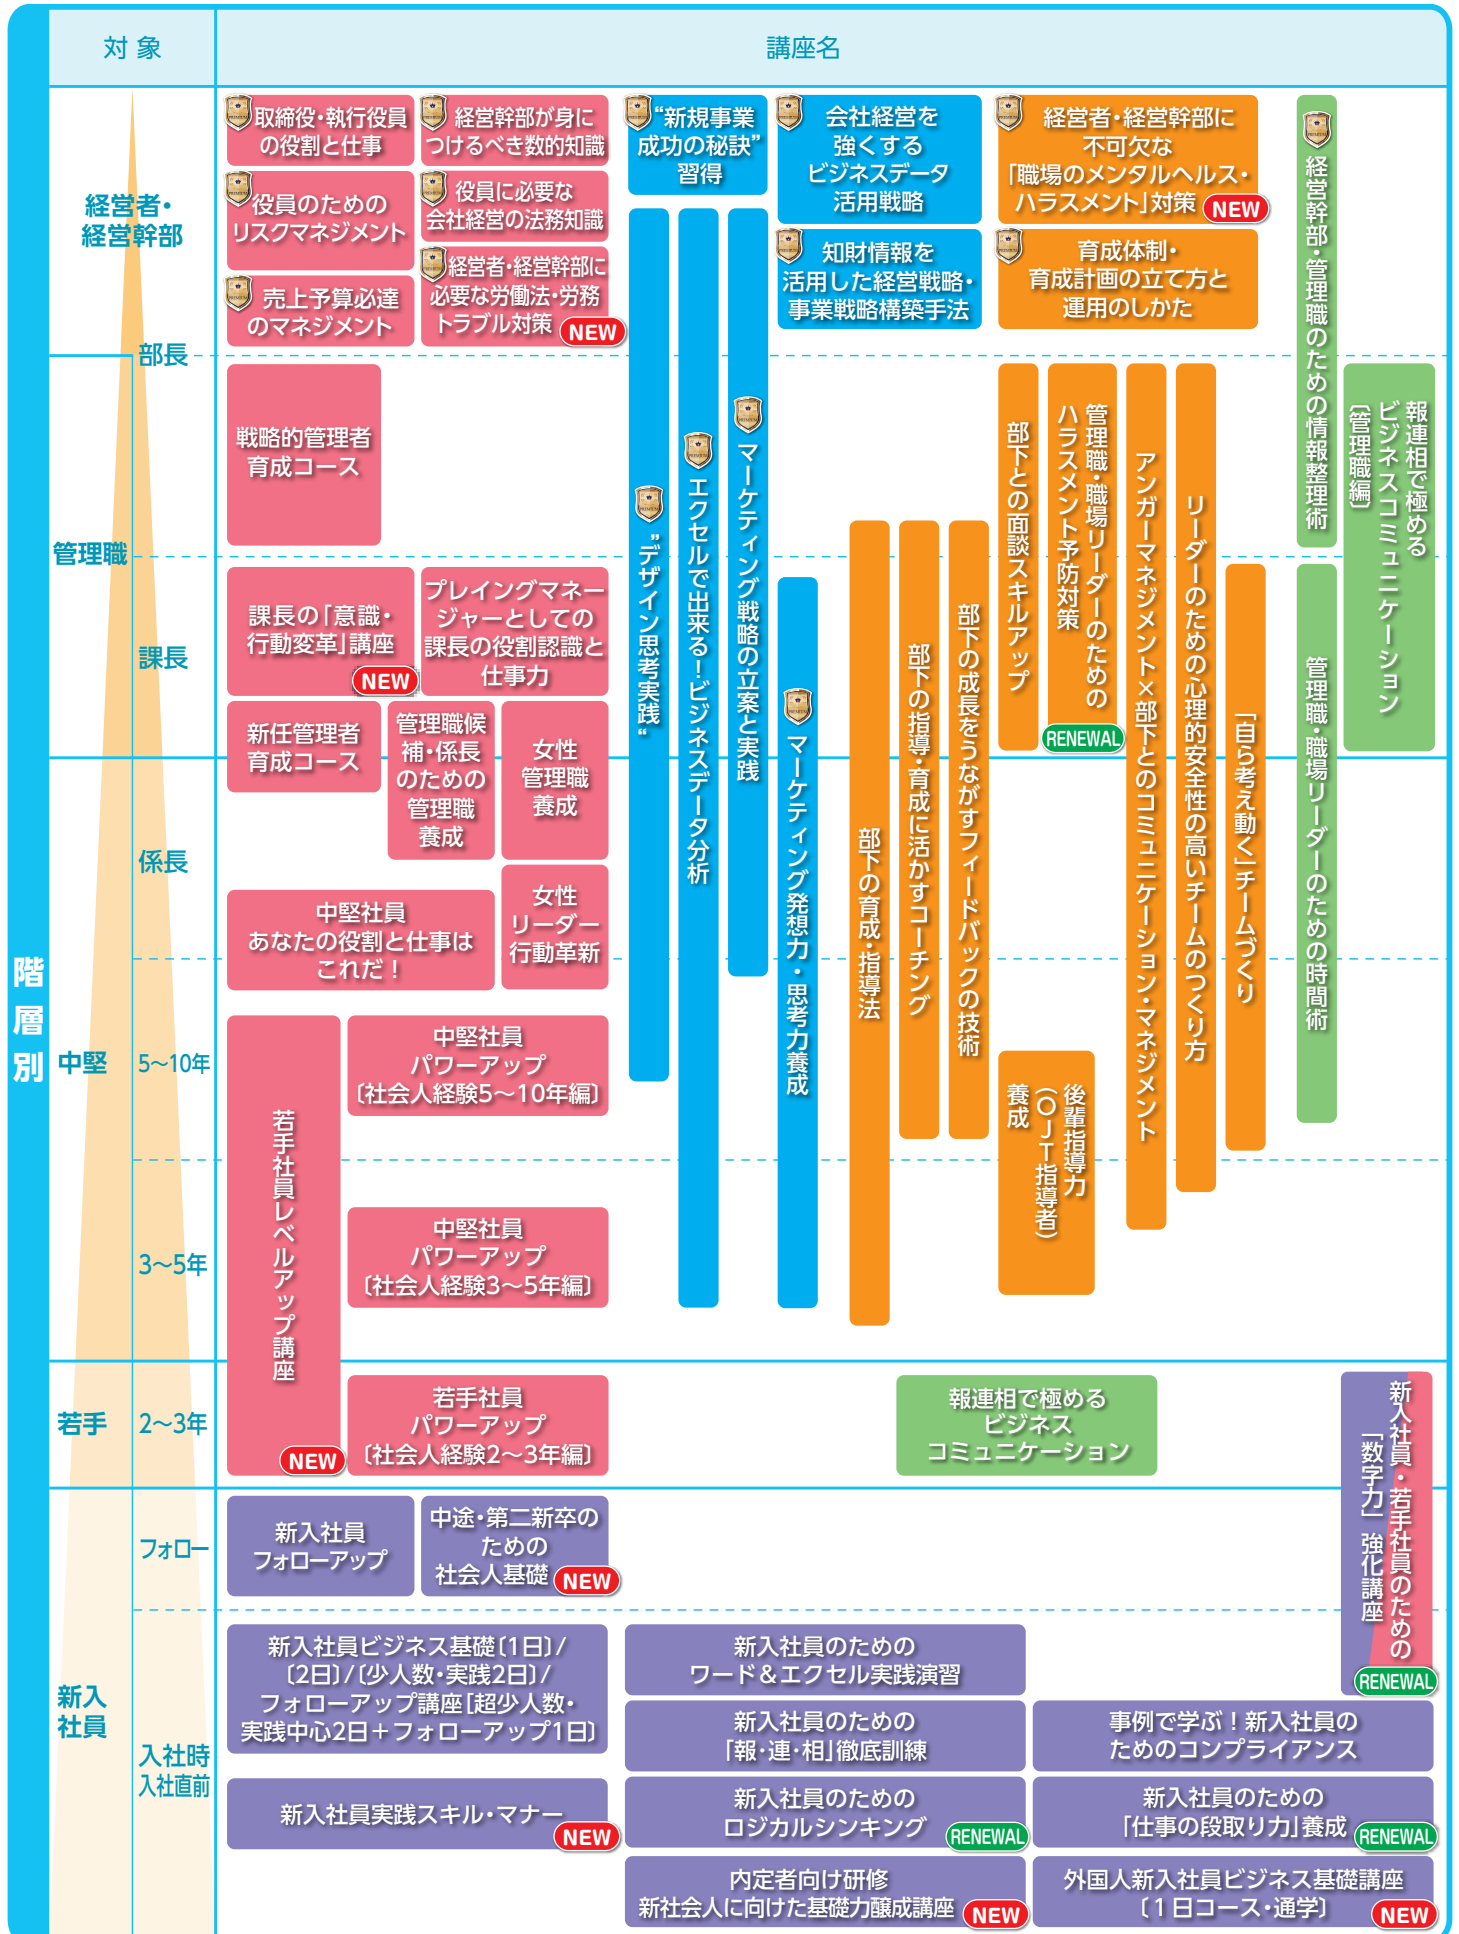 対 象
講座名
階層別
経営者・
経営幹部
部長
管理職
課長
係長
中堅
5〜10年
3〜5年
若手
2〜3年
フォロー
新入
社員
入社時
入社直前
取締役・執行役員
の役割と仕事
経営幹部が身に
つけるべき数的知識
役員のための
リスクマネジメント
役員に必要な
会社経営の法務知識
売上予算必達
のマネジメント
経営者・経営幹部に
必要な労働法・労務
トラブル対策
NEW
“新規事業
成功の秘訣”
習得
会社経営を
強くする
ビジネスデータ
活用戦略
知財情報を
活用した経営戦略・
事業戦略構築手法
経営者・経営幹部に
不可欠な
「職場のメンタルヘルス・
ハラスメント」対策
NEW
育成体制・
育成計画の立て方と
運用のしかた
経営幹部・管理職のための情報整理術
戦略的管理者
育成コース
課長の「意識・
行動変革」講座
NEW
プレイングマネー
ジャーとしての
課長の役割認識と
仕事力
新任管理者
育成コース
管理職候
補・係長
のための
管理職
養成
女性
管理職
養成
中堅社員
あなたの役割と仕事は
これだ！
女性
リーダー
行動革新
“デザイン思考実践”
エクセルで出来る！ビジネスデータ分析
マーケティング戦略の立案と実践
マーケティング発想力・思考力養成
部下の育成・指導法
部下の指導・育成に活かすコーチング
部下の成長をうながすフィードバックの技術
部下との面談スキルアップ
管理職・職場リーダーのための
ハラスメント予防対策
RENEWAL
アンガーマネジメント×部下とのコミュニケーション・マネジメント
リーダーのための心理的安全性の高いチームのつくり方
「自ら考え動く」チームづくり
管理職・職場リーダーのための時間術
報連相で極める
ビジネスコミュニケーション
〔管理職編〕
若手社員レベルアップ講座
NEW
中堅社員
パワーアップ
〔社会人経験5〜10年編〕
中堅社員
パワーアップ
〔社会人経験3〜5年編〕
後輩指導力
（ＯＪＴ指導者）
養成
若手社員
パワーアップ
〔社会人経験2〜3年編〕
報連相で極める
ビジネス
コミュニケーション
新入社員・若手社員のための
「数字力」強化講座
RENEWAL
新入社員
フォローアップ
中途・第二新卒の
ための
社会人基礎
NEW
新入社員ビジネス基礎〔1日〕/
〔2日〕/〔少人数・実践2日〕/
フォローアップ講座［超少人数・
実践中心2日＋フォローアップ1日〕
新入社員実践スキル・マナー
NEW
新入社員のための
ワード＆エクセル実践演習
新入社員のための
「報・連・相」徹底訓練
事例で学ぶ！新入社員の
ためのコンプライアンス
新入社員のための
ロジカルシンキング
RENEWAL
新入社員のための
「仕事の段取り力」養成
RENEWAL
内定者向け研修
新社会人に向けた基礎力醸成講座
NEW
外国人新入社員ビジネス基礎講座
〔１日コース・通学〕
NEW